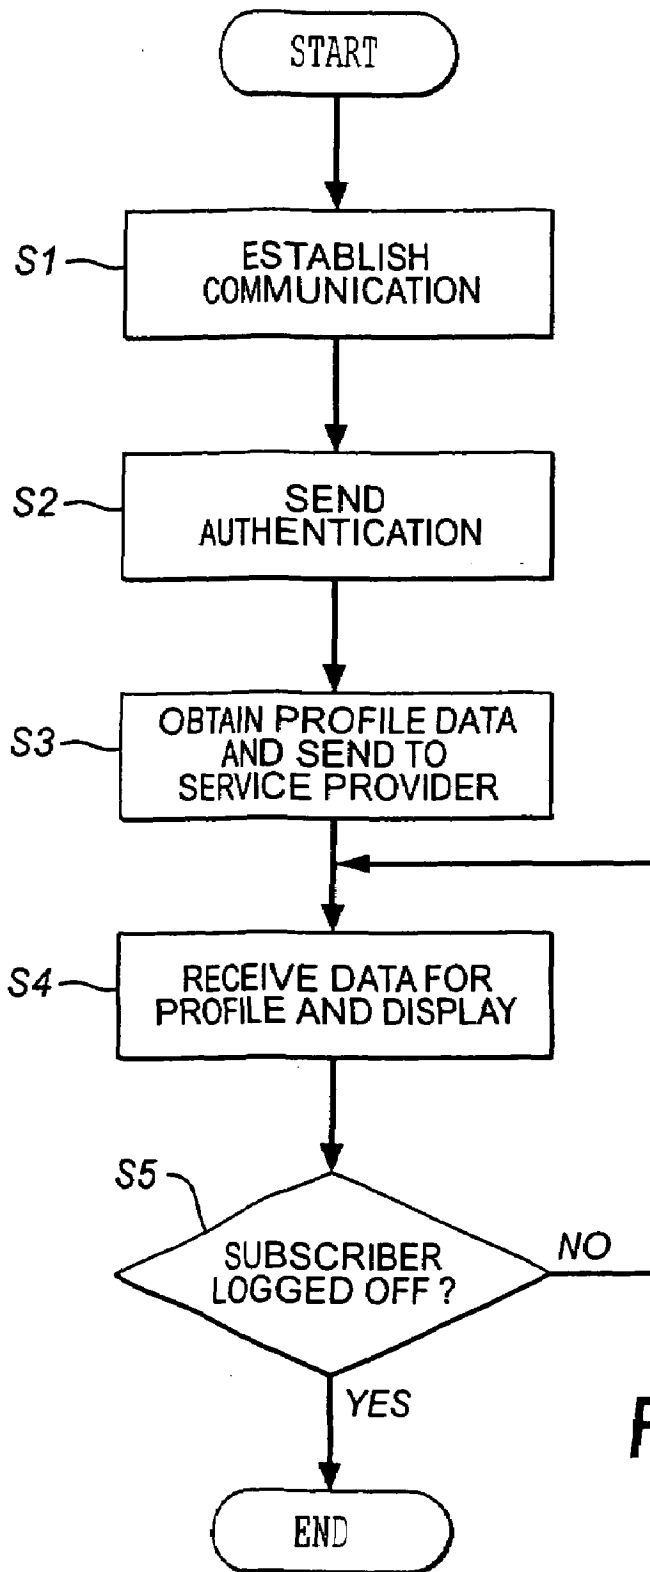 START
S1
ESTABLISH
COMMUNICATION
S2
SEND
AUTHENTICATION
S3
OBTAIN PROFILE DATA
AND SEND TO
SERVICE PROVIDER
S4
RECEIVE DATA FOR
PROFILE AND DISPLAY
S5
SUBSCRIBER
LOGGED OFF ?
NO
YES
END